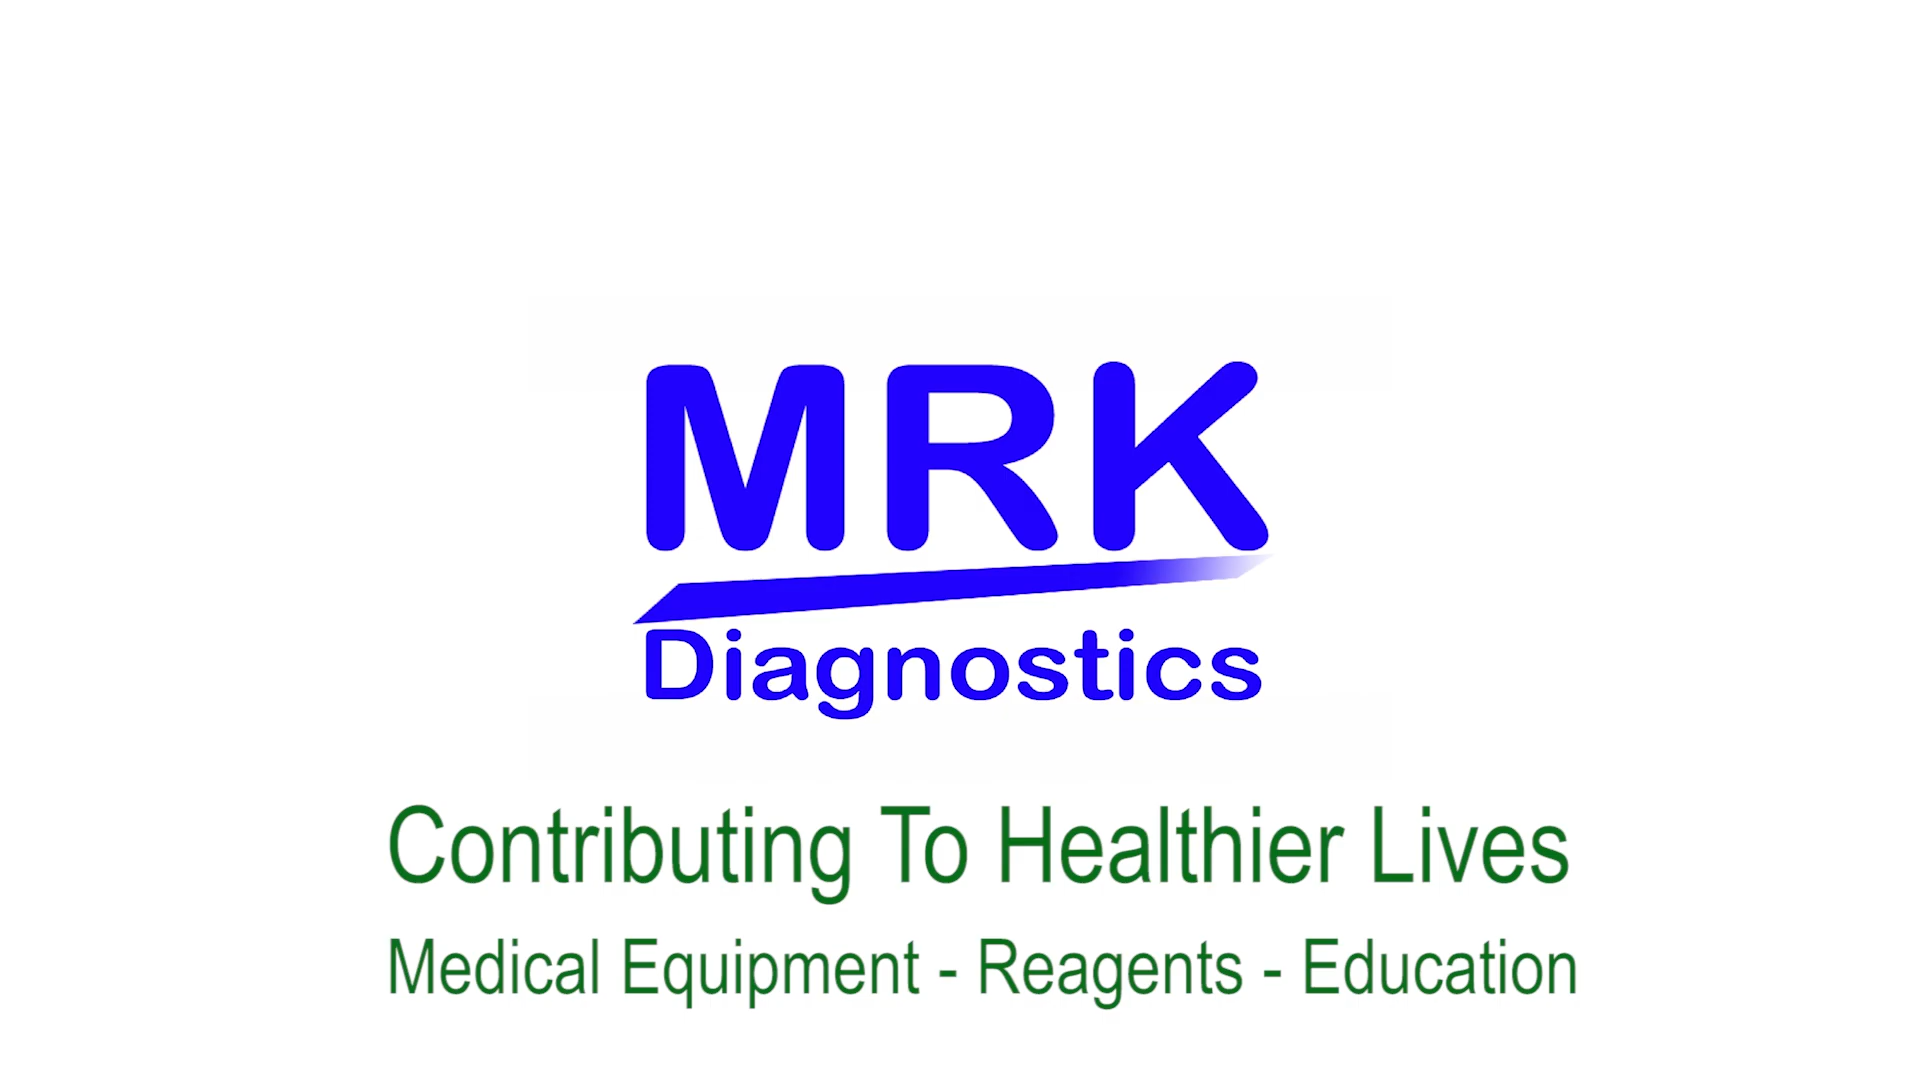 MRK
Diagnostics
Contributing To Healthier Lives
Medical Equipment - Reagents - Education